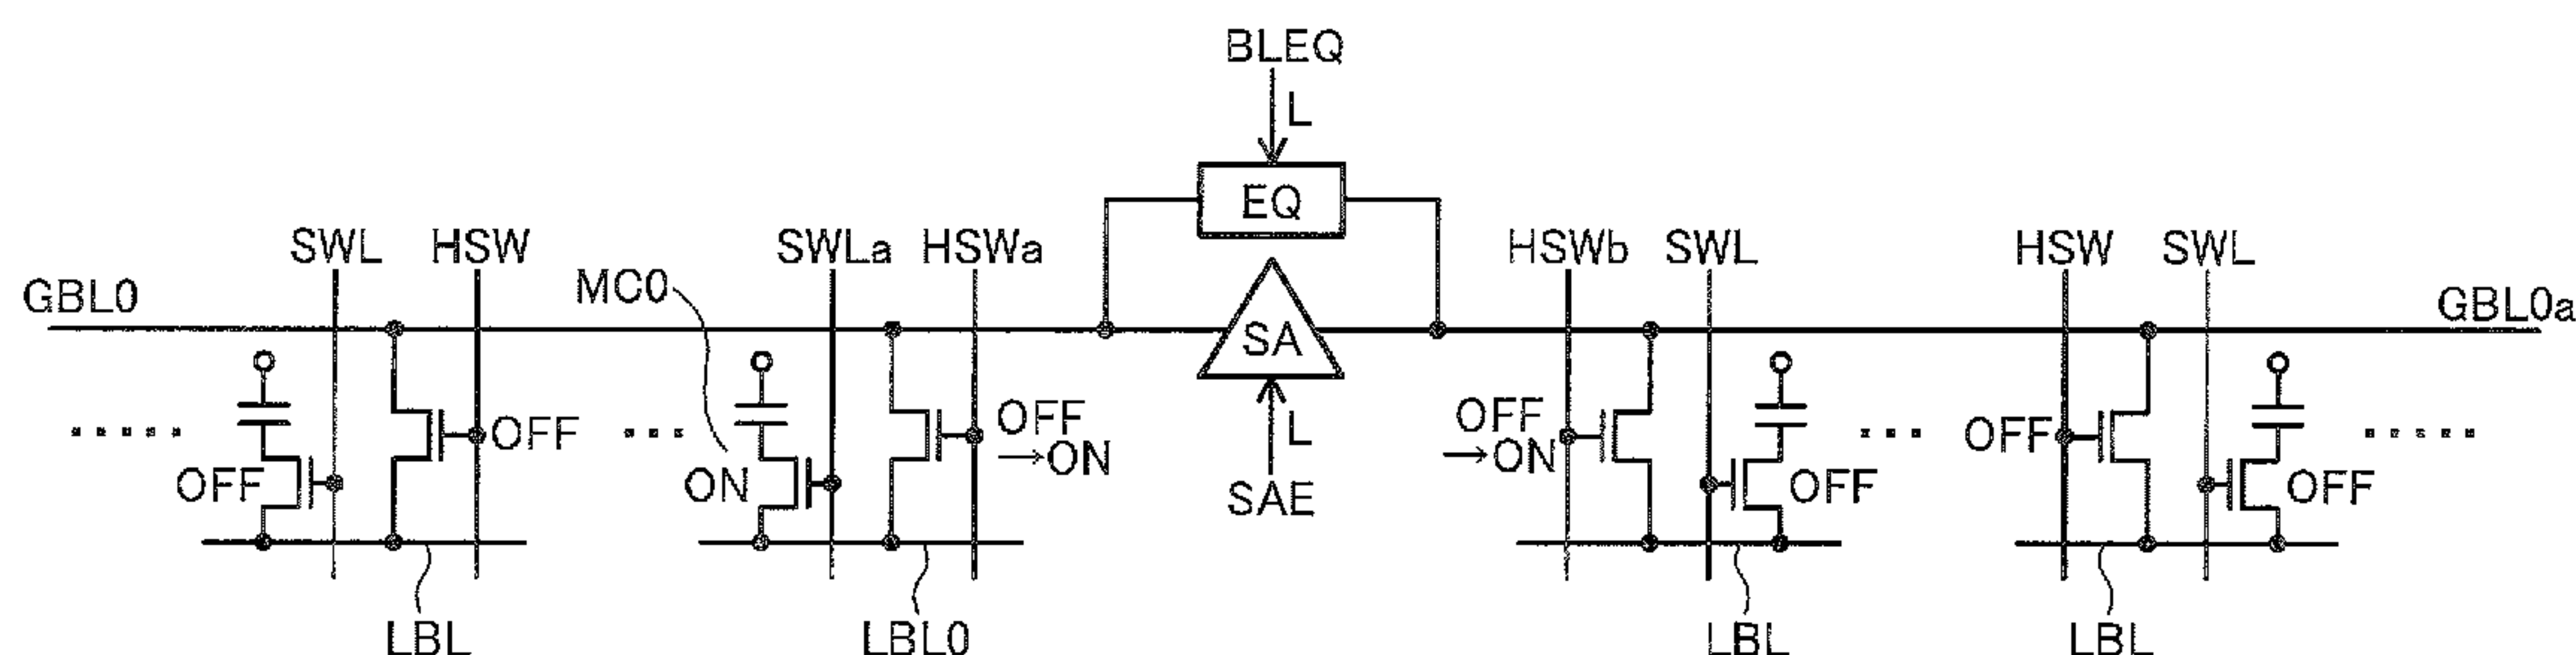 BLEQ
L
EQ
SWL HSW SWLa HSWa HSWb SWL HSW SWL
GBL0 MC0 GBL0a
SA
OFF OFF ON OFF →ON L OFF →ON OFF OFF OFF
SAE
LBL LBL0 LBL LBL